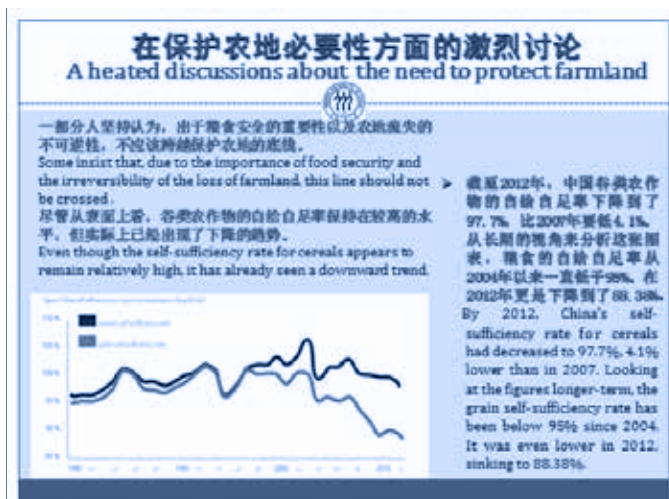 在保护农地必要性方面的激烈讨论
A heated discussions about the need to protect farmland
一部分人坚持认为，出于粮食安全的重要性以及农地流失的
不可逆性，不应该跨越保护农地的底线。
Some insist that, due to the importance of food security and
the irreversibility of the loss of farmland, this line should not
be crossed.
尽管从表面上看，各类农作物的自给自足率保持在较高的水
平，但实际上已经出现了下降的趋势。
Even though the self-sufficiency rate for cereals appears to
remain relatively high, it has already seen a downward trend.
➤ 截至2012年，中国各类农作
物的自给自足率下降到了
97.7%，比2007年要低4.1%。
从长期的视角来分析这张图
表，粮食的自给自足率从
2004年以来一直低于95%，在
2012年更是下降到了88.38%。
By 2012, China's self-
sufficiency rate for cereals
had decreased to 97.7%, 4.1%
lower than in 2007. Looking
at the figures longer-term, the
grain self-sufficiency rate has
been below 95% since 2004.
It was even lower in 2012,
sinking to 88.38%.